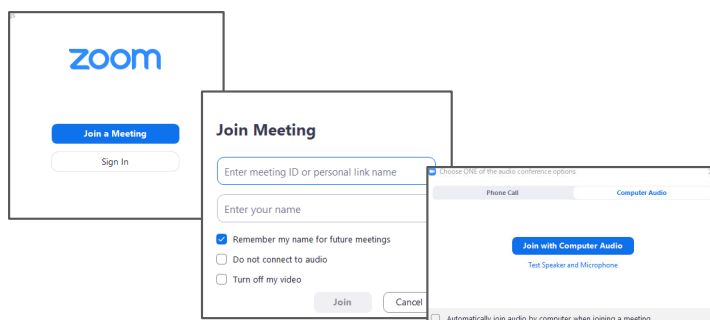 zoom
Join a Meeting
Sign In
Join Meeting
Enter meeting ID or personal link name
Enter your name
Remember my name for future meetings
Do not connect to audio
Turn off my video
Join Cancel
Choose ONE of the audio conference options
Phone Call Computer Audio
Join with Computer Audio
Test Speaker and Microphone
Automatically join audio by computer when joining a meeting